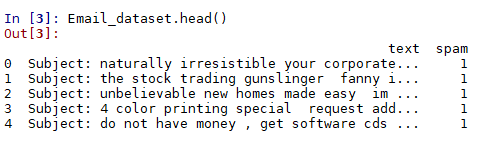 In [3]: Email_dataset.head()
Out[3]:
text spam
0 Subject: naturally irresistible your corporate... 1
1 Subject: the stock trading gunslinger  fanny i... 1
2 Subject: unbelievable new homes made easy  im ... 1
3 Subject: 4 color printing special  request add... 1
4 Subject: do not have money , get software cds ... 1